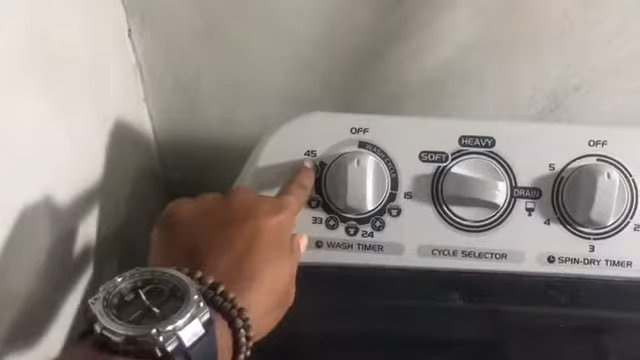 OFF
WASH CYCLE
45
15
33
24
WASH TIMER
HEAVY
SOFT
DRAIN
CYCLE SELECTOR
OFF
5
4
3
2
SPIN-DRY TIMER